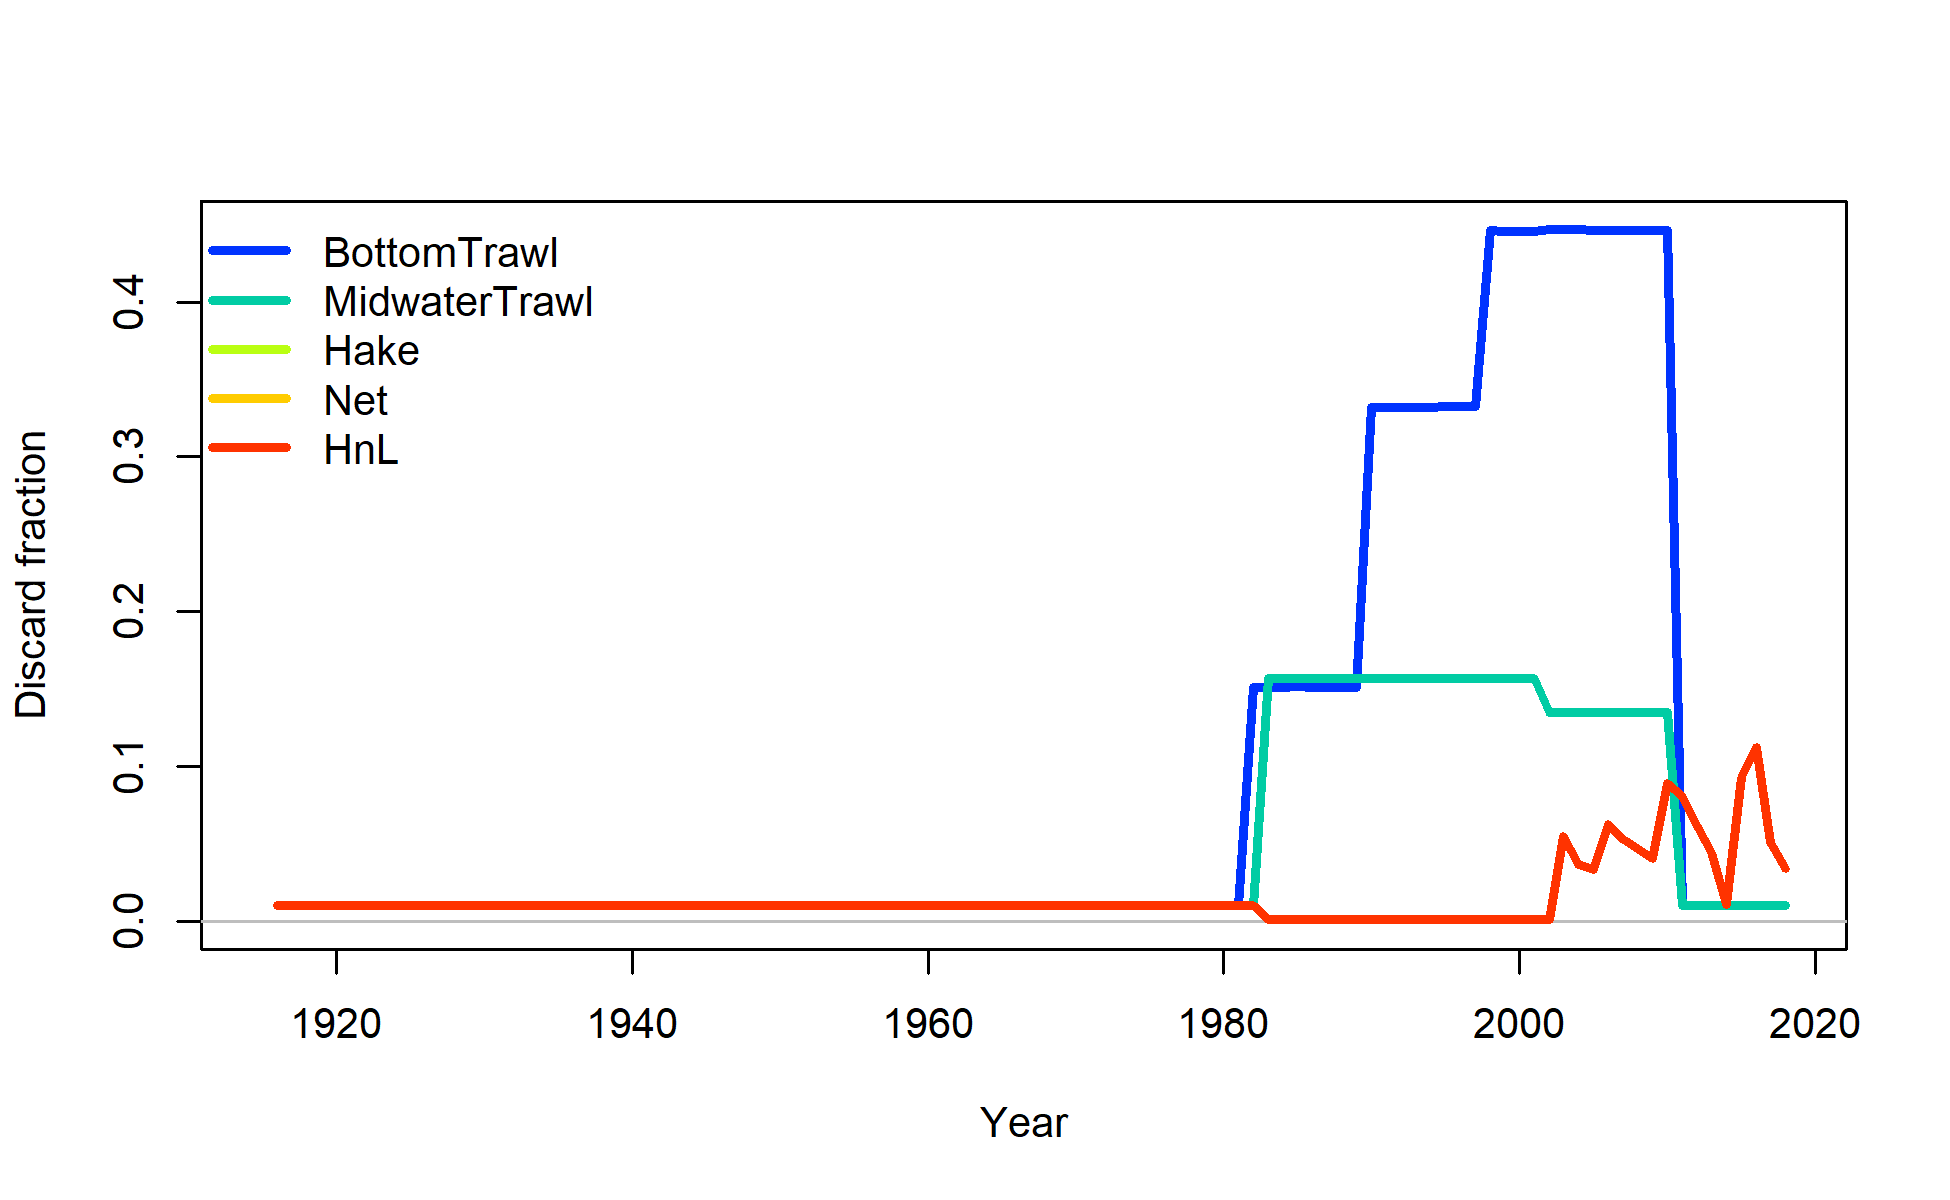 BottomTrawl
MidwaterTrawl
Hake
Net
HnL
Discard fraction
0.4
0.3
0.2
0.1
0.0
1920 1940 1960 1980 2000 2020
Year